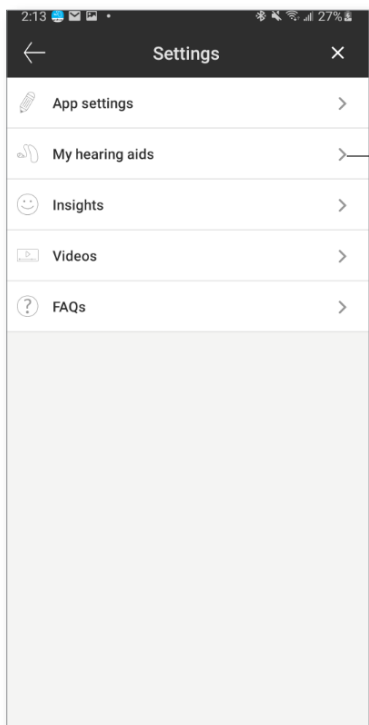 2:13 27%
Settings
App settings
My hearing aids
Insights
Videos
FAQs